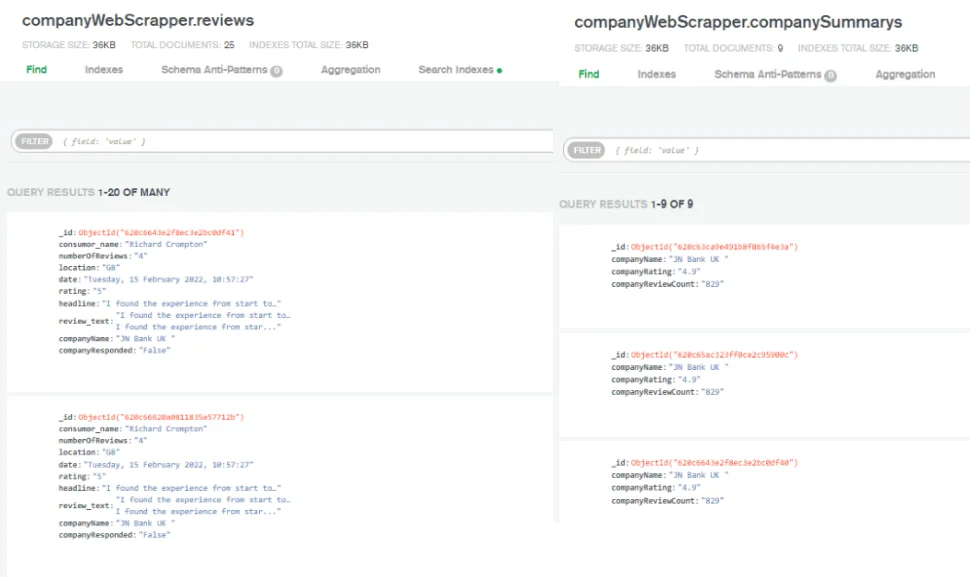 companyWebScrapper.reviews
STORAGE SIZE: 36KB TOTAL DOCUMENTS: 25 INDEXES TOTAL SIZE: 36KB
Find Indexes Schema Anti-Patterns 0 Aggregation Search Indexes
FILTER { field: 'value' }
QUERY RESULTS 1-20 OF MANY
_id: ObjectId("620c6643e2f8ec3e2bc0df41")
consumor_name: "Richard Crompton"
numberOfReviews: "4"
location: "GB"
date: "Tuesday, 15 February 2022, 10:57:27"
rating: "5"
headline: "I found the experience from start to…"
review_text: "I found the experience from start to…
I found the experience from star..."
companyName: "JN Bank UK "
companyResponded: "False"
_id: ObjectId("620c66620a0811835e57712b")
consumor_name: "Richard Crompton"
numberOfReviews: "4"
location: "GB"
date: "Tuesday, 15 February 2022, 10:57:27"
rating: "5"
headline: "I found the experience from start to…"
review_text: "I found the experience from start to…
I found the experience from star..."
companyName: "JN Bank UK "
companyResponded: "False"
companyWebScrapper.companySummarys
STORAGE SIZE: 36KB TOTAL DOCUMENTS: 9 INDEXES TOTAL SIZE: 36KB
Find Indexes Schema Anti-Patterns 0 Aggregation
FILTER { field: 'value' }
QUERY RESULTS 1-9 OF 9
_id: ObjectId("620c63ca9e491b8f865f4e3a")
companyName: "JN Bank UK "
companyRating: "4.9"
companyReviewCount: "829"
_id: ObjectId("620c65ac323ff0ce2c95900c")
companyName: "JN Bank UK "
companyRating: "4.9"
companyReviewCount: "829"
_id: ObjectId("620c6643e2f8ec3e2bc0df40")
companyName: "JN Bank UK "
companyRating: "4.9"
companyReviewCount: "829"